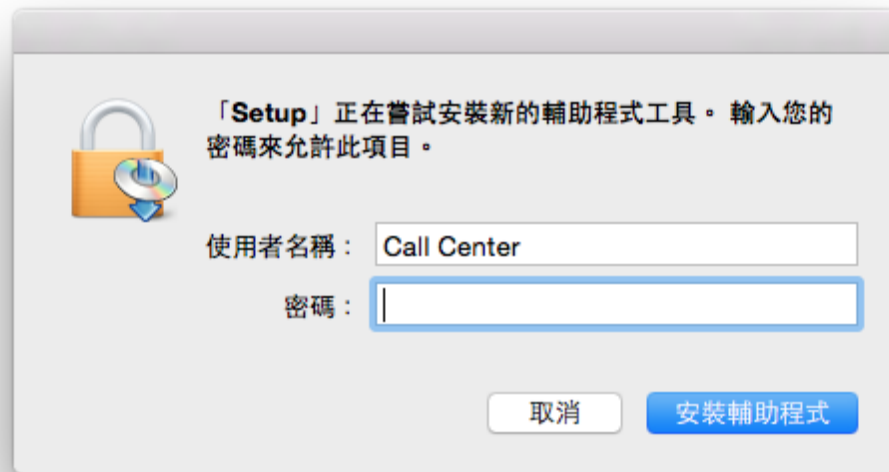 「Setup」正在嘗試安裝新的輔助程式工具。 輸入您的
密碼來允許此項目。
使用者名稱： Call Center
密碼：
取消 安裝輔助程式